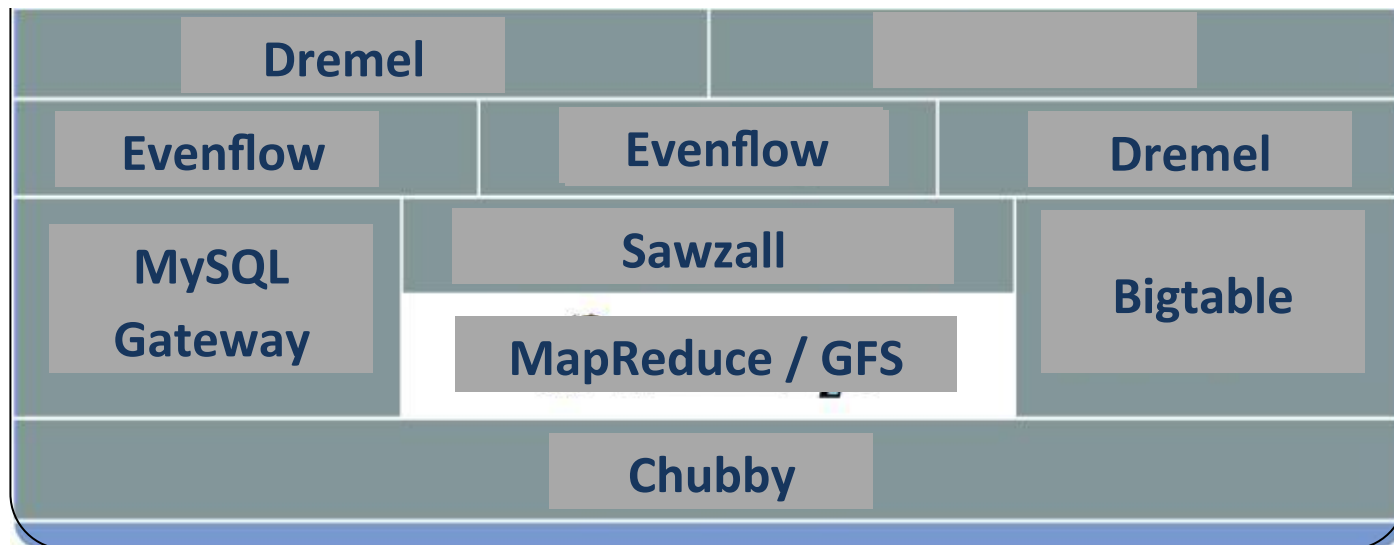 Dremel
Evenflow Evenflow Dremel
MySQL
Gateway
Sawzall
MapReduce / GFS
Bigtable
Chubby